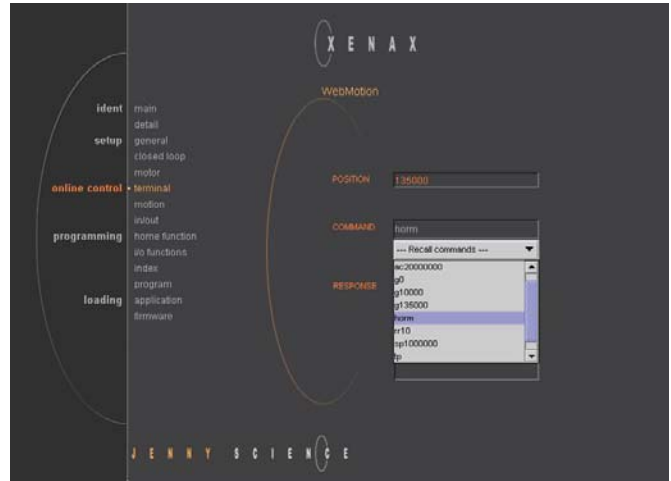 XENAX
WebMotion
ident
main
detail
setup
general
closed loop
motor
online control
terminal
motion
in/out
programming
home function
i/o functions
index
program
loading
application
firmware
POSITION
135000
COMMAND
horm
--- Recall commands ---
RESPONSE
ac20000000
g0
g10000
g135000
horm
rr10
sp1000000
tp
JENNY SCIENCE